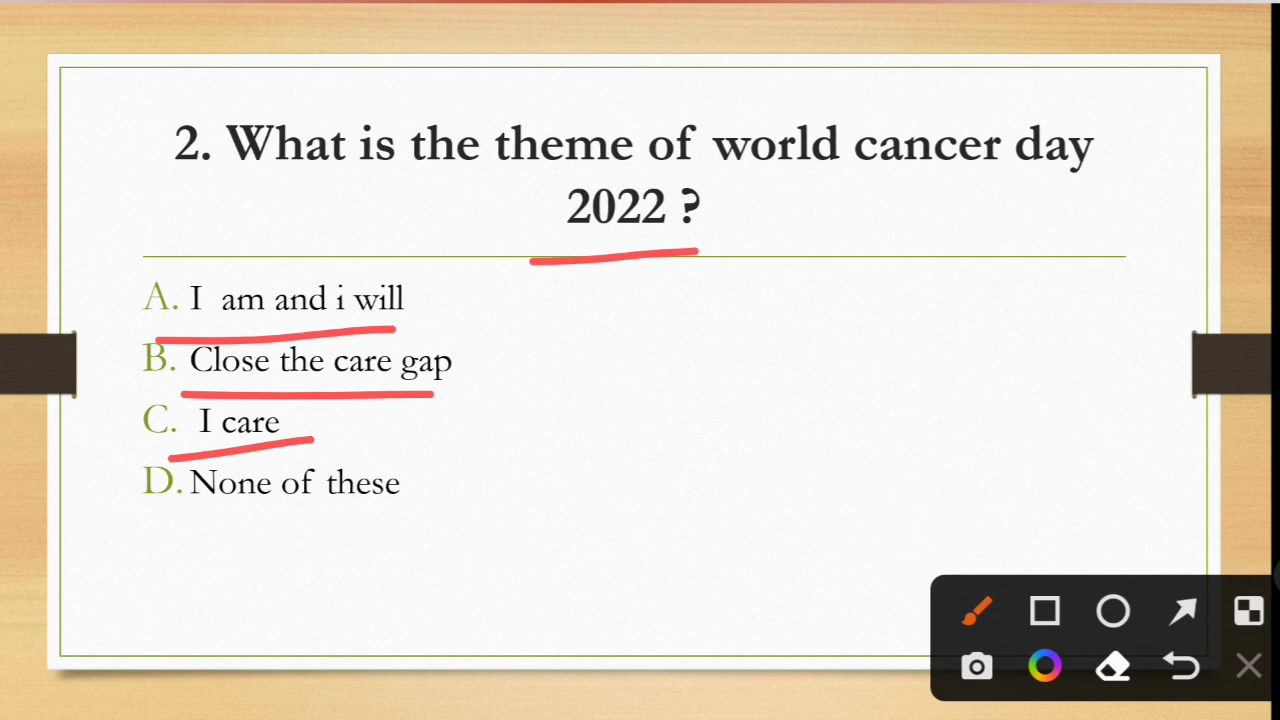 2. What is the theme of world cancer day
2022 ?
A. I am and i will
B. Close the care gap
C. I care
D. None of these